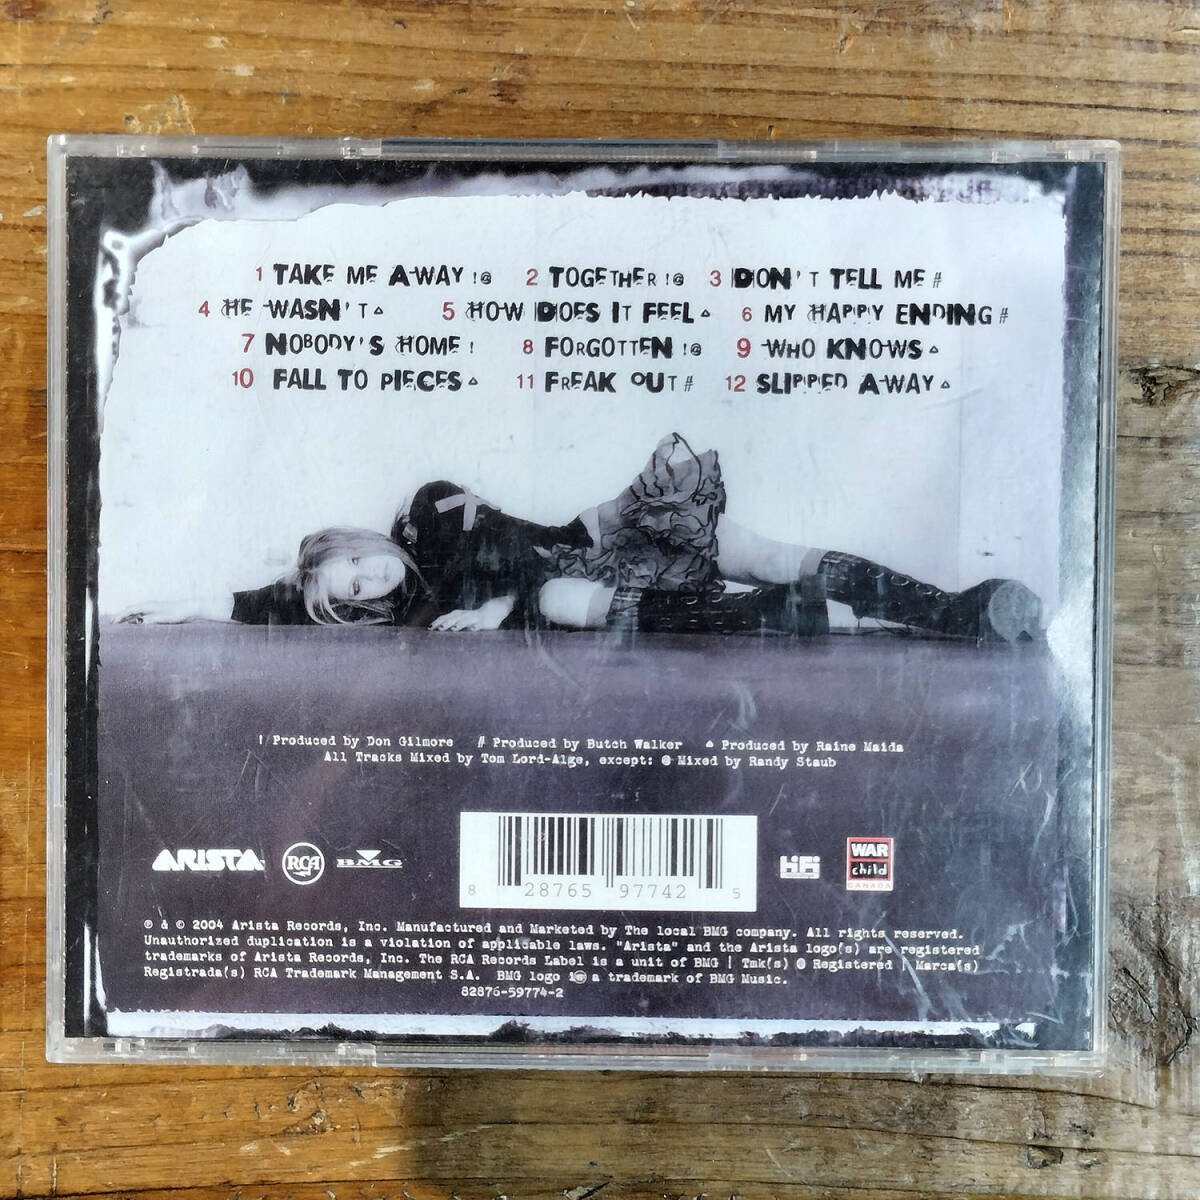 1 TAKE ME AWAY !@ 2 TOGETHER !@ 3 DON'T TELL ME #
4 HE WASN'T △ 5 HOW DOES IT FEEL △ 6 MY HAPPY ENDING #
7 NOBODY'S HOME ! 8 FORGOTTEN !@ 9 WHO KNOWS △
10 FALL TO PIECES △ 11 FREAK OUT # 12 SLIPPED AWAY △
! Produced by Don Gilmore # Produced by Butch Walker △ Produced by Raine Maida
All Tracks Mixed by Tom Lord-Alge, except: @ Mixed by Randy Staub
ARISTA RCA BMG
8 28765 97742 5
HiFi
WAR
child
CANADA
℗ & © 2004 Arista Records, Inc. Manufactured and Marketed by The local BMG company. All rights reserved.
Unauthorized duplication is a violation of applicable laws. "Arista" and the Arista logo(s) are registered
trademarks of Arista Records, Inc. The RCA Records Label is a unit of BMG | Tmk(s) ® Registered | Marca(s)
Registrada(s) RCA Trademark Management S.A. BMG logo is a trademark of BMG Music.
82876-59774-2